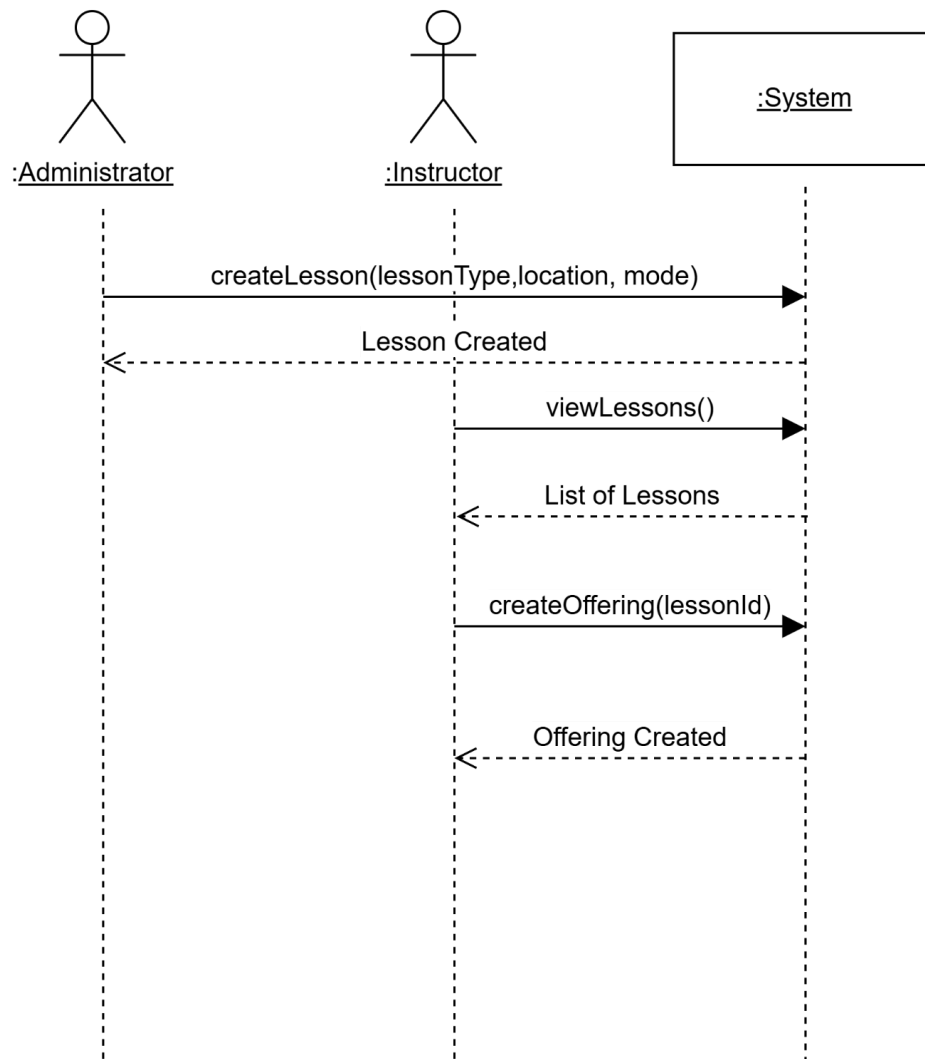 :Administrator
:Instructor
:System
createLesson(lessonType,location, mode)
Lesson Created
viewLessons()
List of Lessons
createOffering(lessonId)
Offering Created